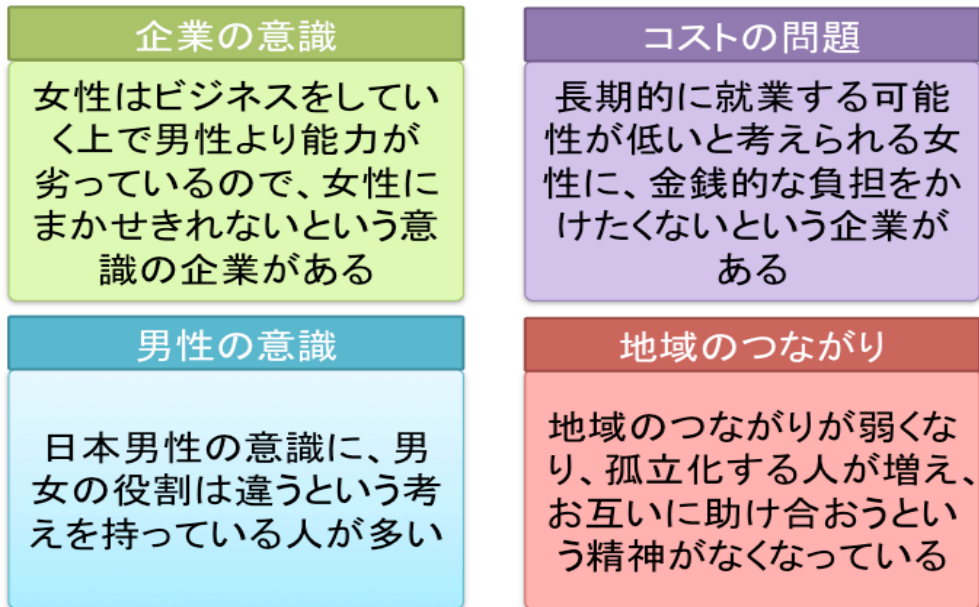 企業の意識
女性はビジネスをしてい
く上で男性より能力が
劣っているので、女性に
まかせきれないという意
識の企業がある
コストの問題
長期的に就業する可能
性が低いと考えられる女
性に、金銭的な負担をか
けたくないという企業が
ある
男性の意識
日本男性の意識に、男
女の役割は違うという考
えを持っている人が多い
地域のつながり
地域のつながりが弱くな
り、孤立化する人が増え、
お互いに助け合おうとい
う精神がなくなっている